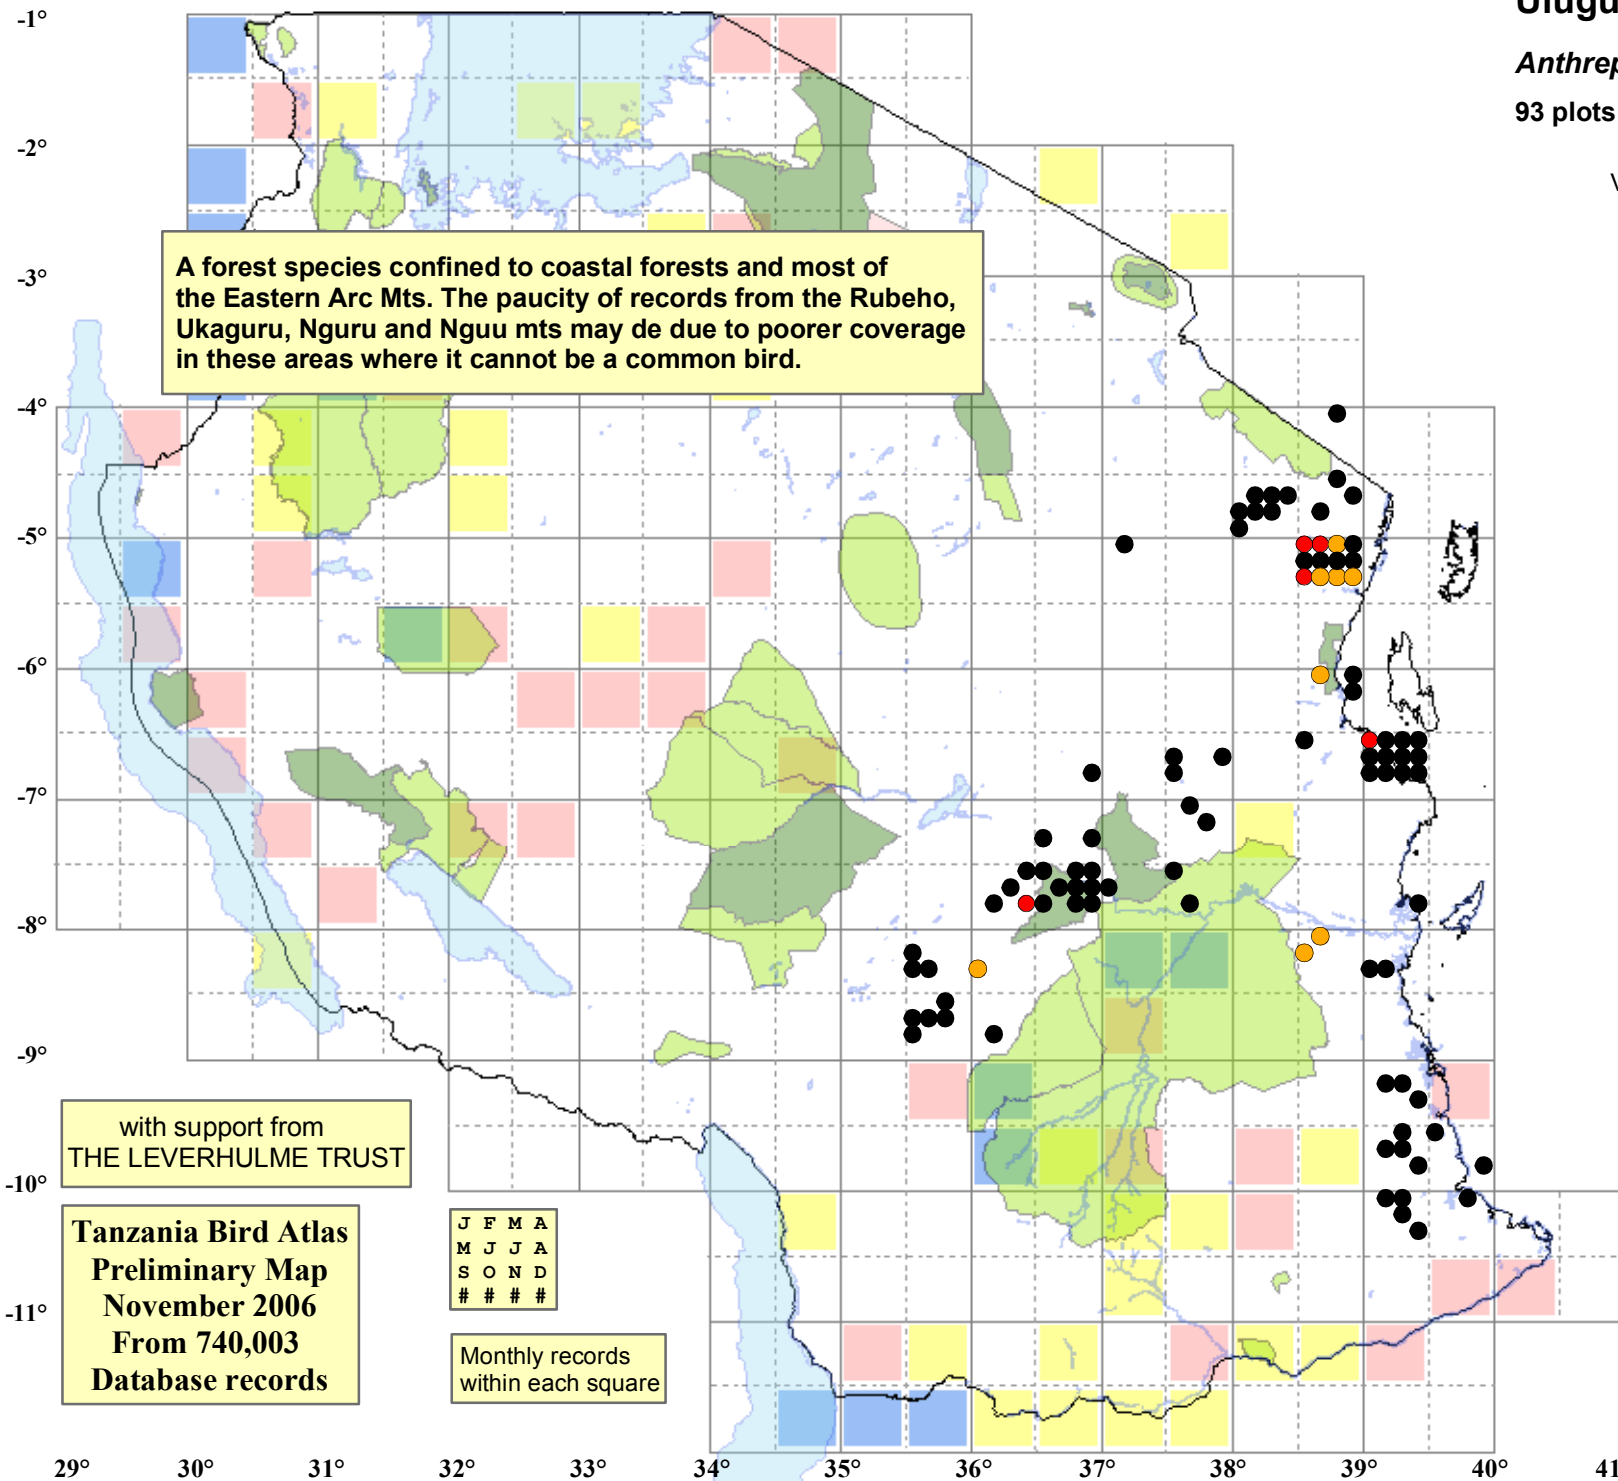 Ulugu
Anthrep
93 plots
-1°
-2°
-3°
-4°
-5°
-6°
-7°
-8°
-9°
-10°
-11°
A forest species confined to coastal forests and most of
the Eastern Arc Mts. The paucity of records from the Rubeho,
Ukaguru, Nguru and Nguu mts may de due to poorer coverage
in these areas where it cannot be a common bird.
with support from
THE LEVERHULME TRUST
Tanzania Bird Atlas
Preliminary Map
November 2006
From 740,003
Database records
J F M A
M J J A
S O N D
# # # #
Monthly records
within each square
29° 30° 31° 32° 33° 34° 35° 36° 37° 38° 39° 40° 41